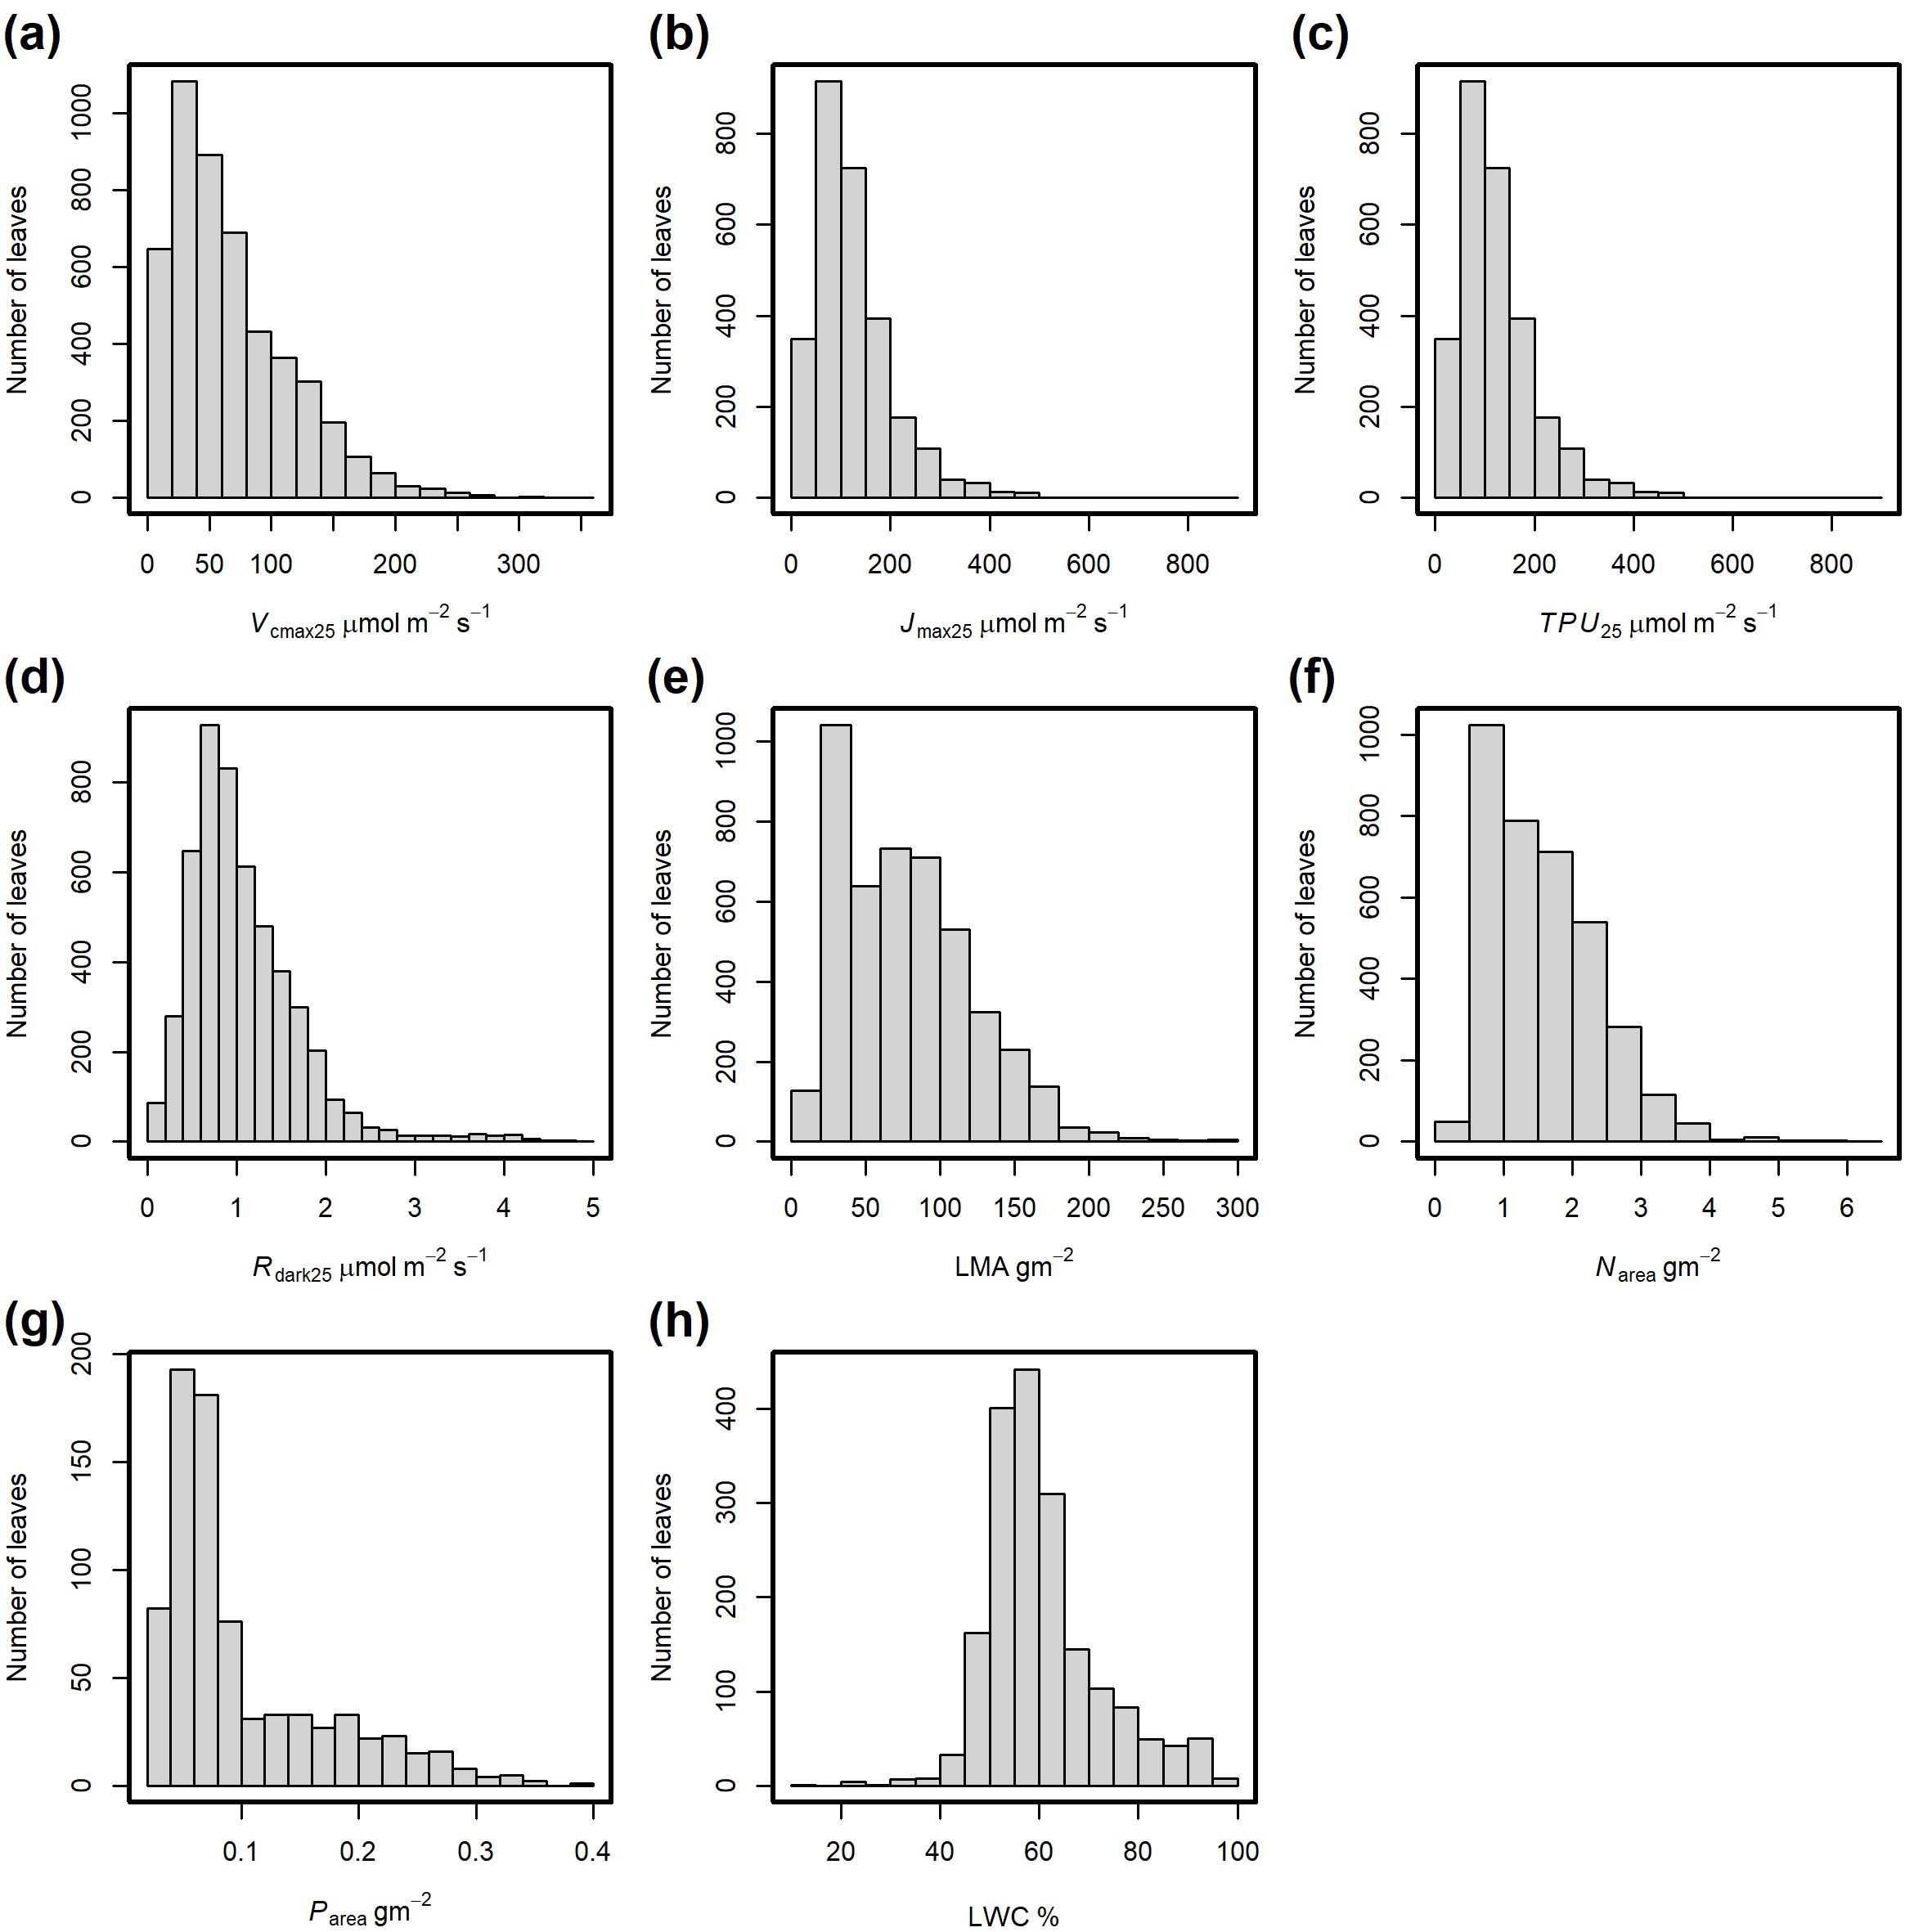 (a)
Number of leaves
0 200 400 600 800 1000
0 50 100 200 300
Vcmax25 μmol m−2 s−1
(b)
Number of leaves
0 200 400 600 800
0 200 400 600 800
Jmax25 μmol m−2 s−1
(c)
Number of leaves
0 200 400 600 800
0 200 400 600 800
TPU25 μmol m−2 s−1
(d)
Number of leaves
0 200 400 600 800
0 1 2 3 4 5
Rdark25 μmol m−2 s−1
(e)
Number of leaves
0 200 400 600 800 1000
0 50 100 150 200 250 300
LMA gm−2
(f)
Number of leaves
0 200 400 600 800 1000
0 1 2 3 4 5 6
Narea gm−2
(g)
Number of leaves
0 50 100 150 200
0.1 0.2 0.3 0.4
Parea gm−2
(h)
Number of leaves
0 100 200 300 400
20 40 60 80 100
LWC %